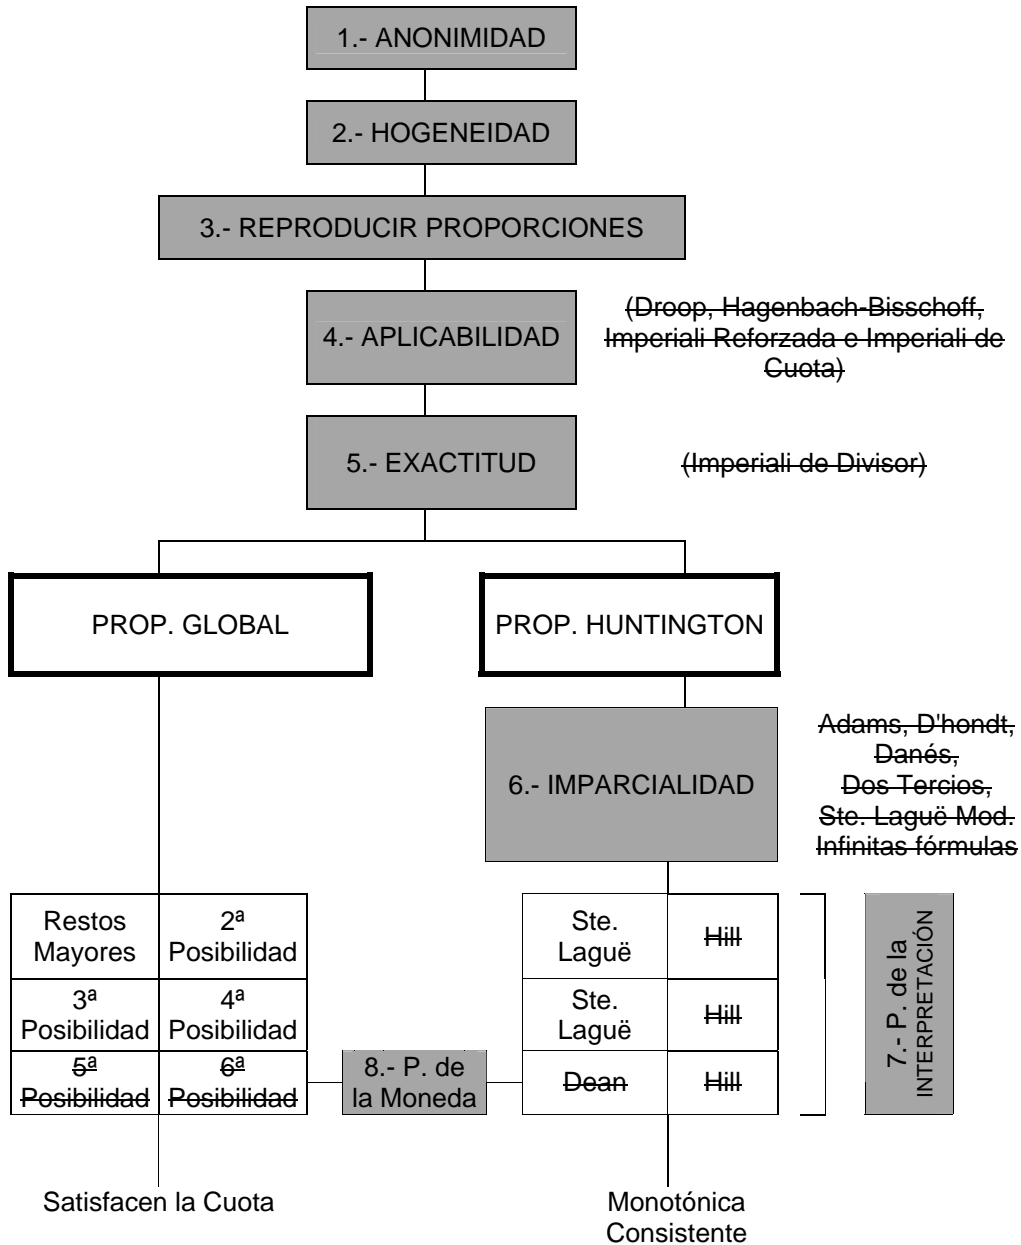 1.- ANONIMIDAD
2.- HOGENEIDAD
3.- REPRODUCIR PROPORCIONES
4.- APLICABILIDAD
(Droop, Hagenbach-Bisschoff,
Imperiali Reforzada e Imperiali de
Cuota)
5.- EXACTITUD
(Imperiali de Divisor)
PROP. GLOBAL
PROP. HUNTINGTON
6.- IMPARCIALIDAD
Adams, D'hondt,
Danés,
Dos Tercios,
Ste. Laguë Mod.
Infinitas fórmulas
Restos
Mayores
2ª
Posibilidad
Ste.
Laguë
Hill
3ª
Posibilidad
4ª
Posibilidad
Ste.
Laguë
Hill
5ª
Posibilidad
6ª
Posibilidad
8.- P. de
la Moneda
Dean
Hill
7.- P. de la
INTERPRETACIÓN
Satisfacen la Cuota
Monotónica
Consistente